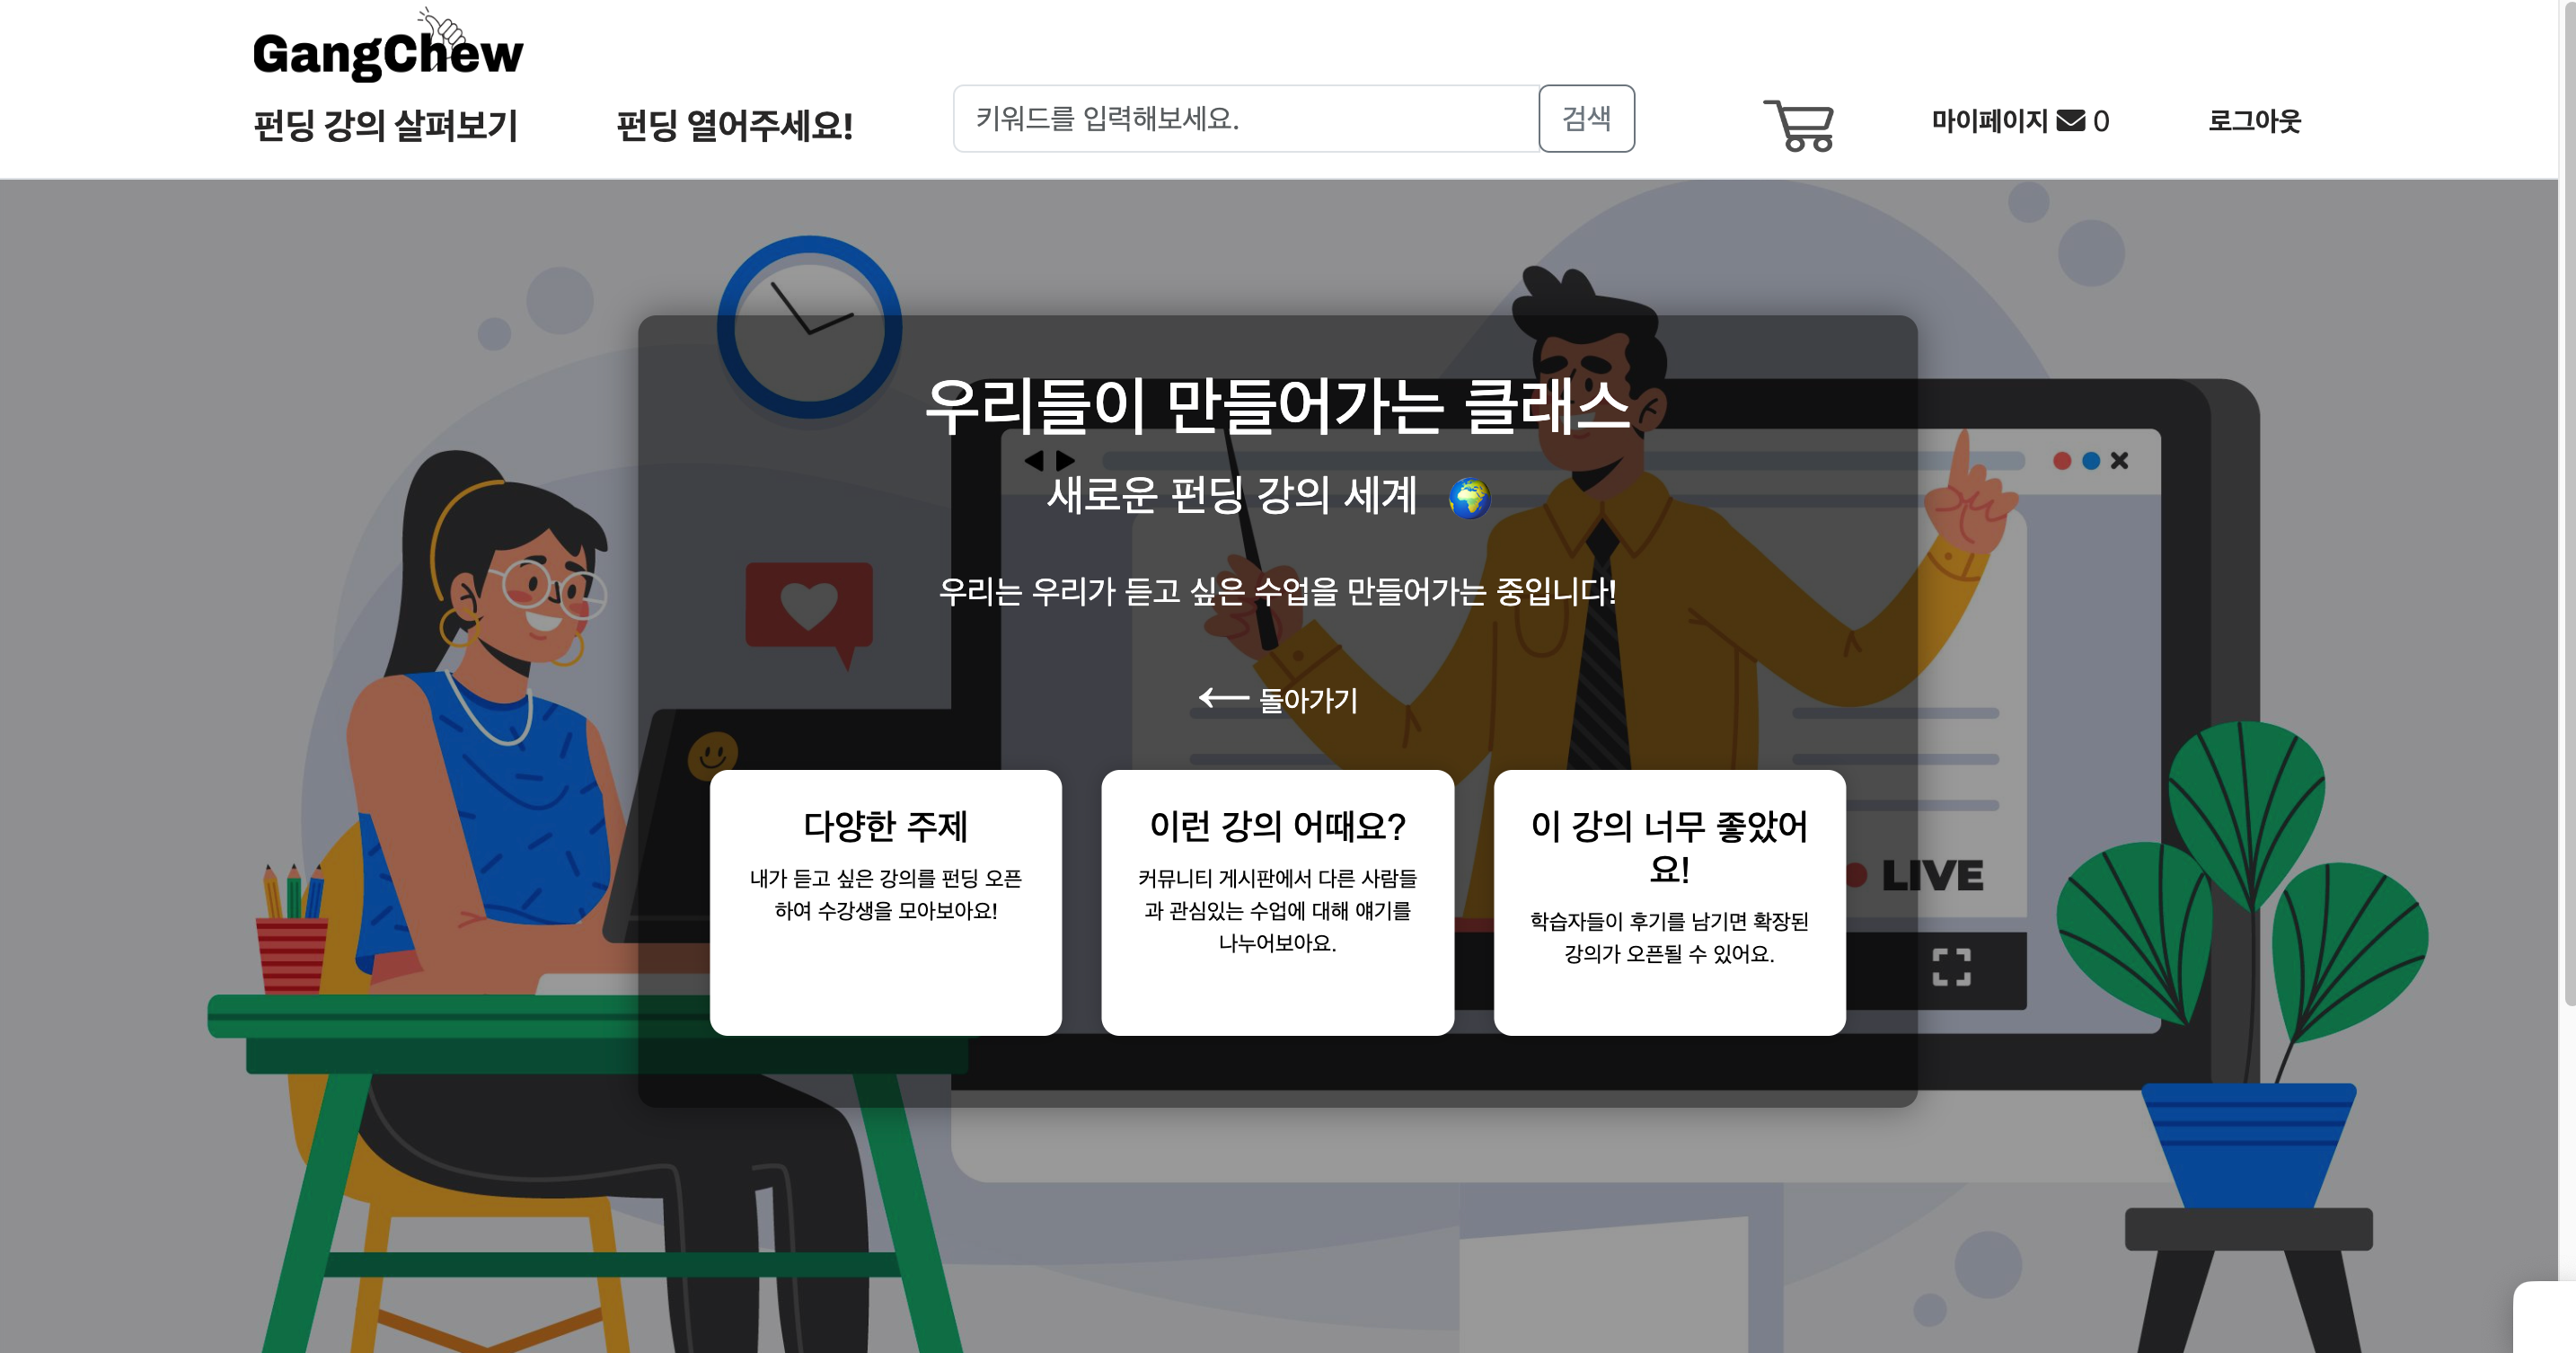 GangChew
펀딩 강의 살펴보기
펀딩 열어주세요!
키워드를 입력해보세요.
검색
마이페이지 0
로그아웃
우리들이 만들어가는 클래스
새로운 펀딩 강의 세계 🌍
우리는 우리가 듣고 싶은 수업을 만들어가는 중입니다!
← 돌아가기
다양한 주제
내가 듣고 싶은 강의를 펀딩 오픈
하여 수강생을 모아보아요!
이런 강의 어때요?
커뮤니티 게시판에서 다른 사람들
과 관심있는 수업에 대해 얘기를
나누어보아요.
이 강의 너무 좋았어
요!
학습자들이 후기를 남기면 확장된
강의가 오픈될 수 있어요.
LIVE